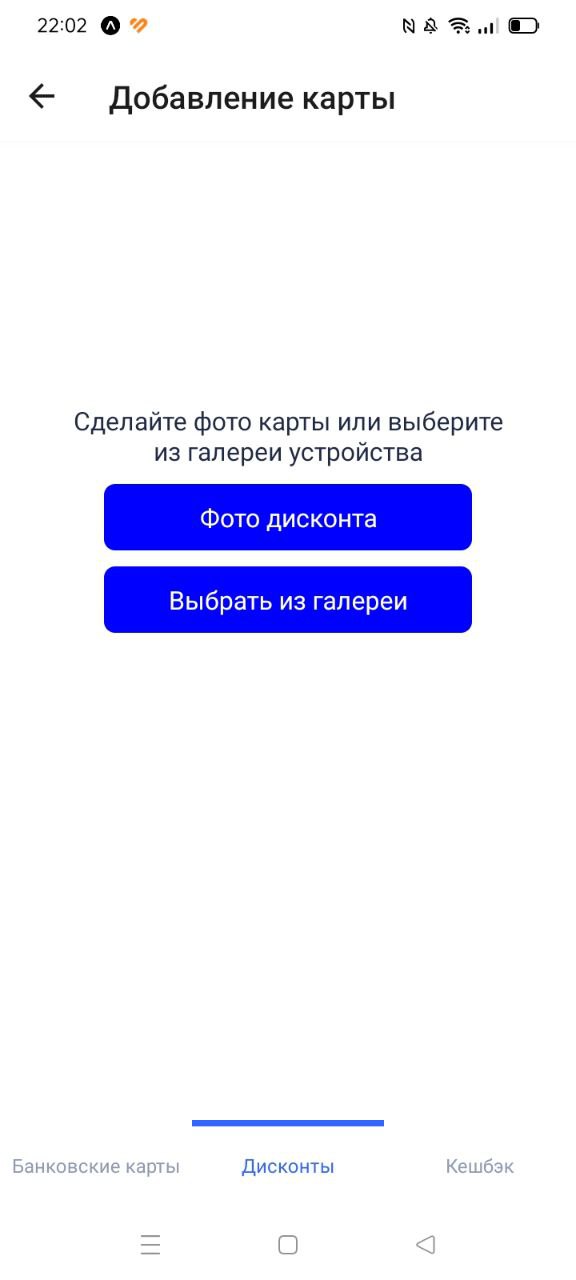 22:02
Добавление карты
Сделайте фото карты или выберите
из галереи устройства
Фото дисконта
Выбрать из галереи
Банковские карты
Дисконты
Кешбэк